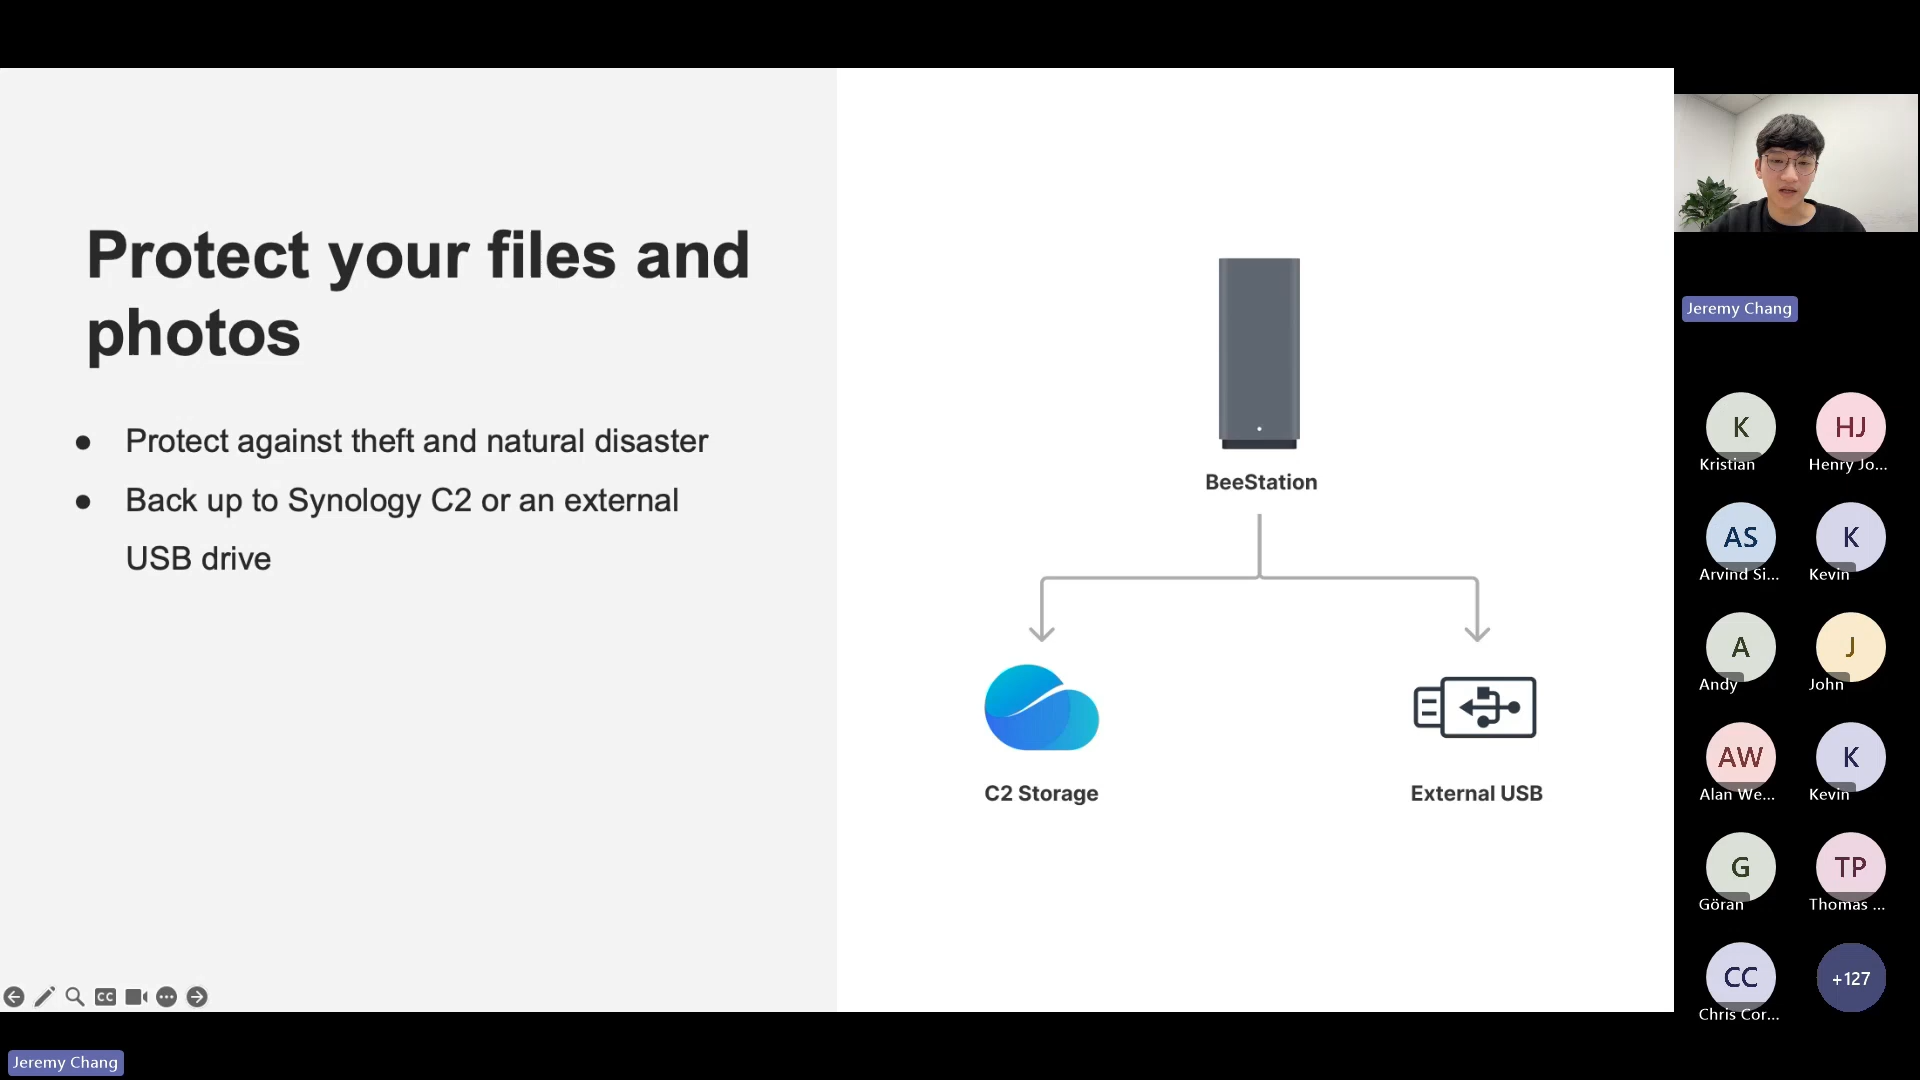 Protect your files and
photos
● Protect against theft and natural disaster
● Back up to Synology C2 or an external
USB drive
BeeStation
C2 Storage
External USB
CC
Jeremy Chang
Jeremy Chang
K
Kristian
HJ
Henry Jo...
AS
Arvind Si...
K
Kevin
A
Andy
J
John
AW
Alan We...
K
Kevin
G
Göran
TP
Thomas ...
CC
Chris Cor...
+127